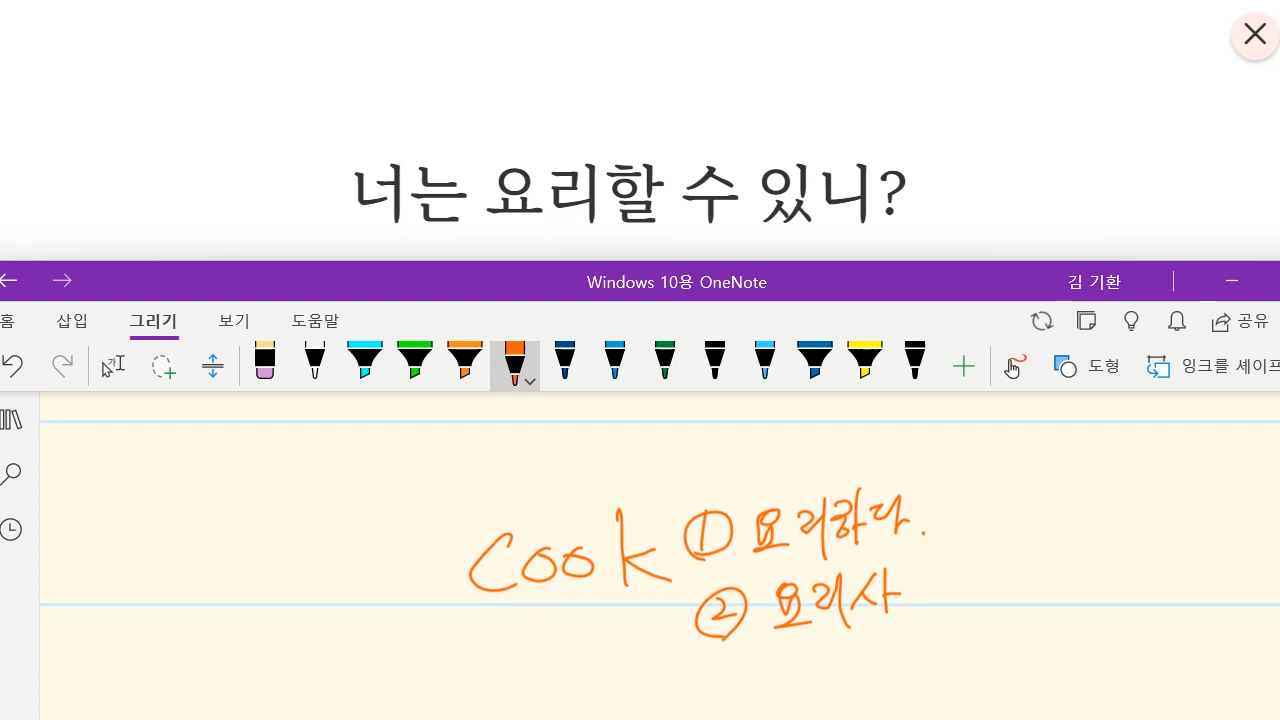 너는 요리할 수 있니?
Windows 10용 OneNote 김 기환
홈 삽입 그리기 보기 도움말 공유
가 도형 잉크를 셰이프
cook ① 요리하다.
② 요리사